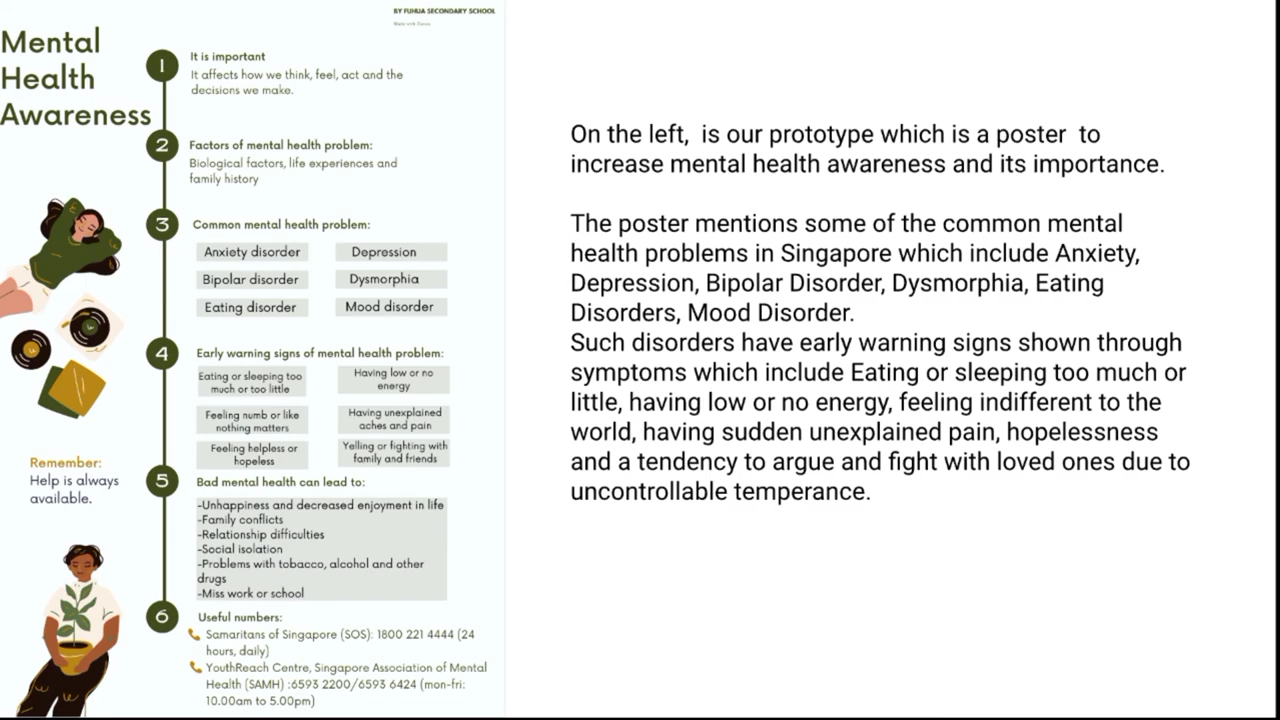 BY FUHUA SECONDARY SCHOOL
Made with Canva
Mental
Health
Awareness
1
It is important
It affects how we think, feel, act and the
decisions we make.
2
Factors of mental health problem:
Biological factors, life experiences and
family history
3
Common mental health problem:
Anxiety disorder
Depression
Bipolar disorder
Dysmorphia
Eating disorder
Mood disorder
4
Early warning signs of mental health problem:
Eating or sleeping too
much or too little
Having low or no
energy
Feeling numb or like
nothing matters
Having unexplained
aches and pain
Feeling helpless or
hopeless
Yelling or fighting with
family and friends
Remember:
Help is always
available.
5
Bad mental health can lead to:
-Unhappiness and decreased enjoyment in life
-Family conflicts
-Relationship difficulties
-Social isolation
-Problems with tobacco, alcohol and other
drugs
-Miss work or school
6
Useful numbers:
Samaritans of Singapore (SOS): 1800 221 4444 (24
hours, daily)
YouthReach Centre, Singapore Association of Mental
Health (SAMH) :6593 2200/6593 6424 (mon-fri:
10.00am to 5.00pm)
On the left, is our prototype which is a poster to
increase mental health awareness and its importance.
The poster mentions some of the common mental
health problems in Singapore which include Anxiety,
Depression, Bipolar Disorder, Dysmorphia, Eating
Disorders, Mood Disorder.
Such disorders have early warning signs shown through
symptoms which include Eating or sleeping too much or
little, having low or no energy, feeling indifferent to the
world, having sudden unexplained pain, hopelessness
and a tendency to argue and fight with loved ones due to
uncontrollable temperance.